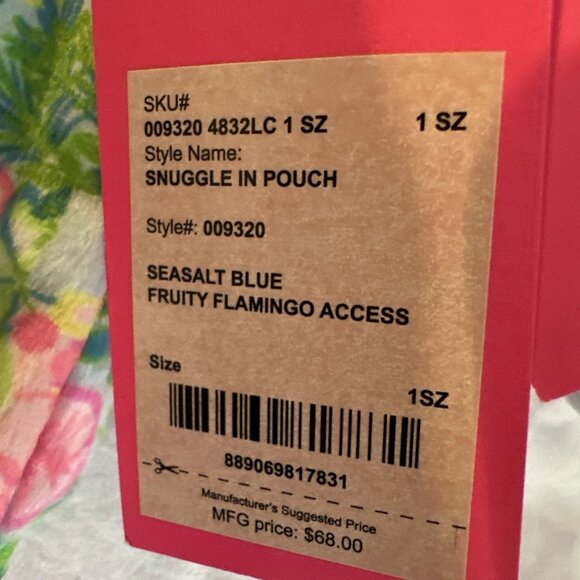 SKU#
009320 4832LC 1 SZ 1 SZ
Style Name:
SNUGGLE IN POUCH
Style#: 009320
SEASALT BLUE
FRUITY FLAMINGO ACCESS
Size
1SZ
889069817831
Manufacturer's Suggested Price
MFG price: $68.00